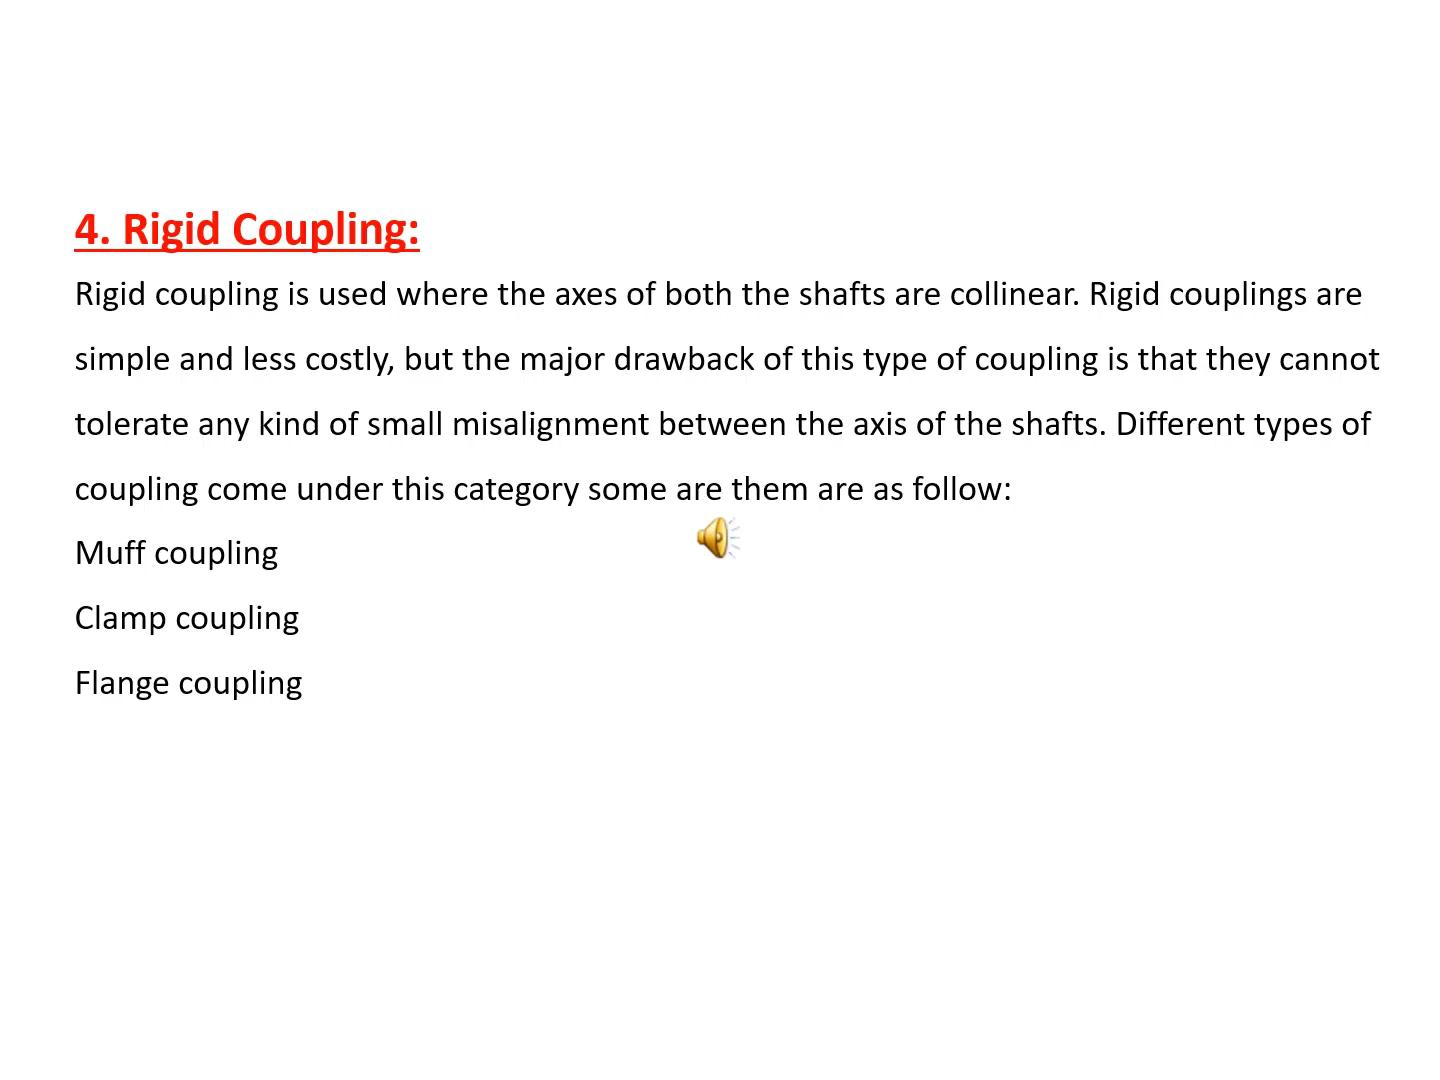 4. Rigid Coupling:
Rigid coupling is used where the axes of both the shafts are collinear. Rigid couplings are
simple and less costly, but the major drawback of this type of coupling is that they cannot
tolerate any kind of small misalignment between the axis of the shafts. Different types of
coupling come under this category some are them are as follow:
Muff coupling
Clamp coupling
Flange coupling